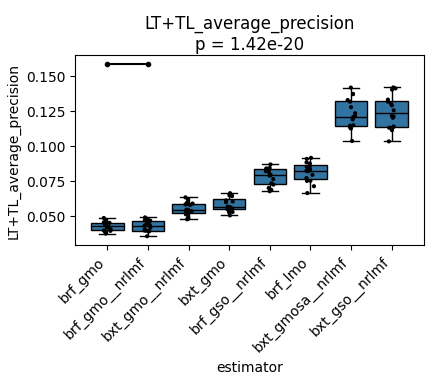 LT+TL_average_precision
p = 1.42e-20
LT+TL_average_precision
0.150
0.125
0.100
0.075
0.050
brf_gmo
brf_gmo__nrlmf
bxt_gmo__nrlmf
bxt_gmo
brf_gso__nrlmf
brf_lmo
bxt_gmosa__nrlmf
bxt_gso__nrlmf
estimator